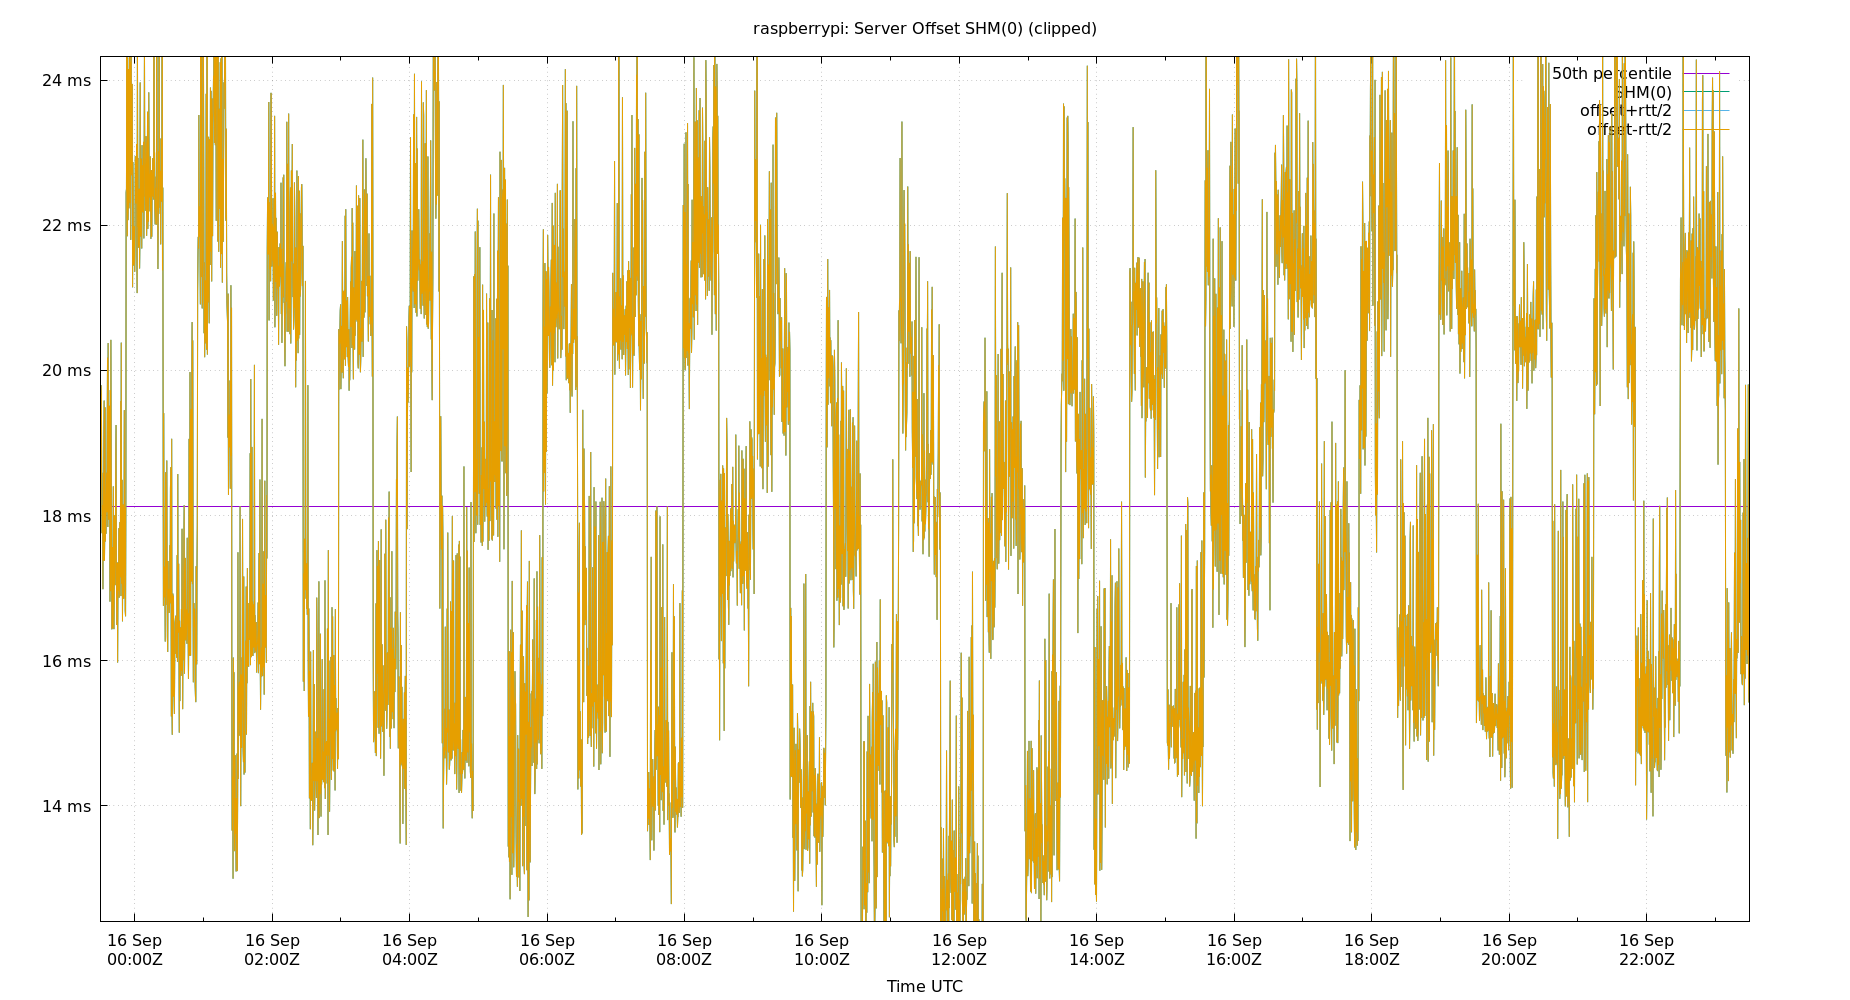 raspberrypi: Server Offset SHM(0) (clipped)
24 ms
22 ms
20 ms
18 ms
16 ms
14 ms
50th percentile
SHM(0)
offset+rtt/2
offset-rtt/2
16 Sep 16 Sep 16 Sep 16 Sep 16 Sep 16 Sep 16 Sep 16 Sep 16 Sep 16 Sep 16 Sep 16 Sep
00:00Z 02:00Z 04:00Z 06:00Z 08:00Z 10:00Z 12:00Z 14:00Z 16:00Z 18:00Z 20:00Z 22:00Z
Time UTC